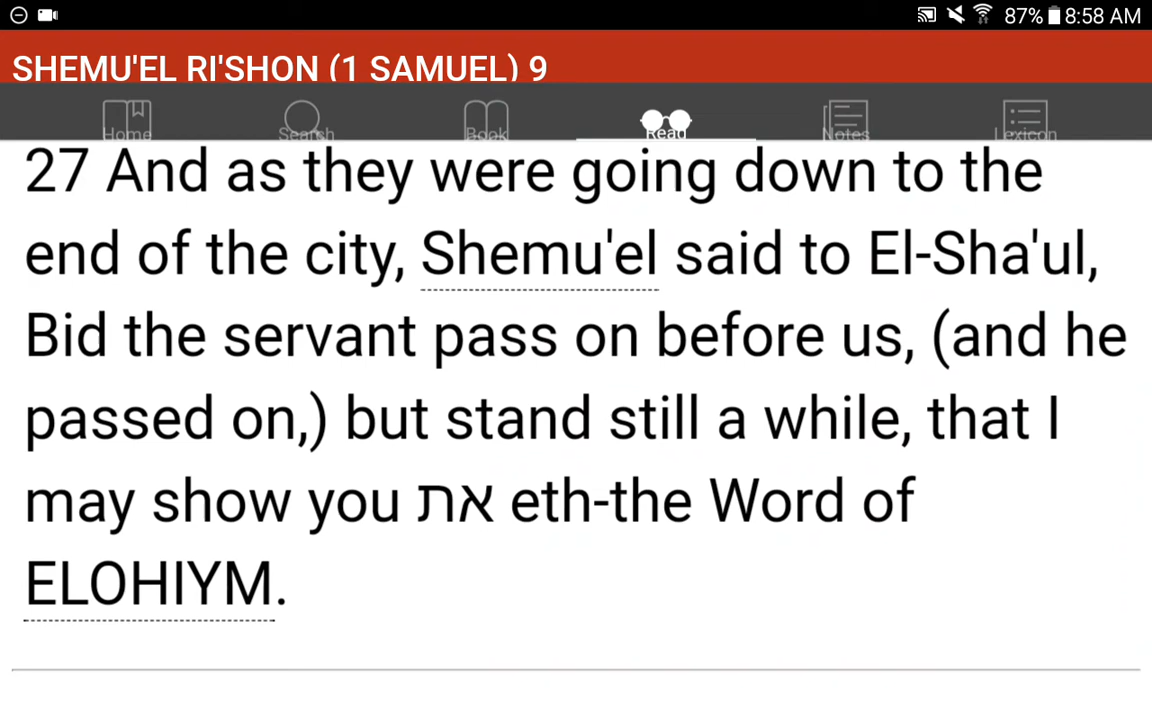 87% 8:58 AM
SHEMU'EL RI'SHON (1 SAMUEL) 9
Home Search Book Read Notes Lexicon
27 And as they were going down to the
end of the city, Shemu'el said to El-Sha'ul,
Bid the servant pass on before us, (and he
passed on,) but stand still a while, that I
may show you את eth-the Word of
ELOHIYM.